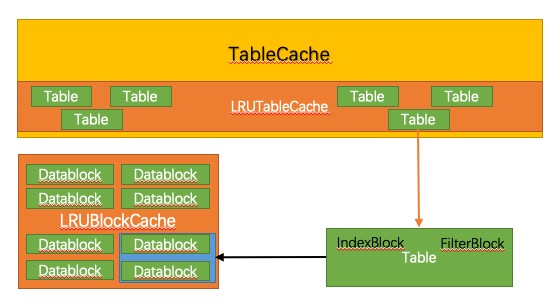 TableCache
Table Table Table Table
LRUTableCache
Table Table
Datablock Datablock
Datablock Datablock
LRUBlockCache
Datablock Datablock
Datablock Datablock
IndexBlock FilterBlock
Table